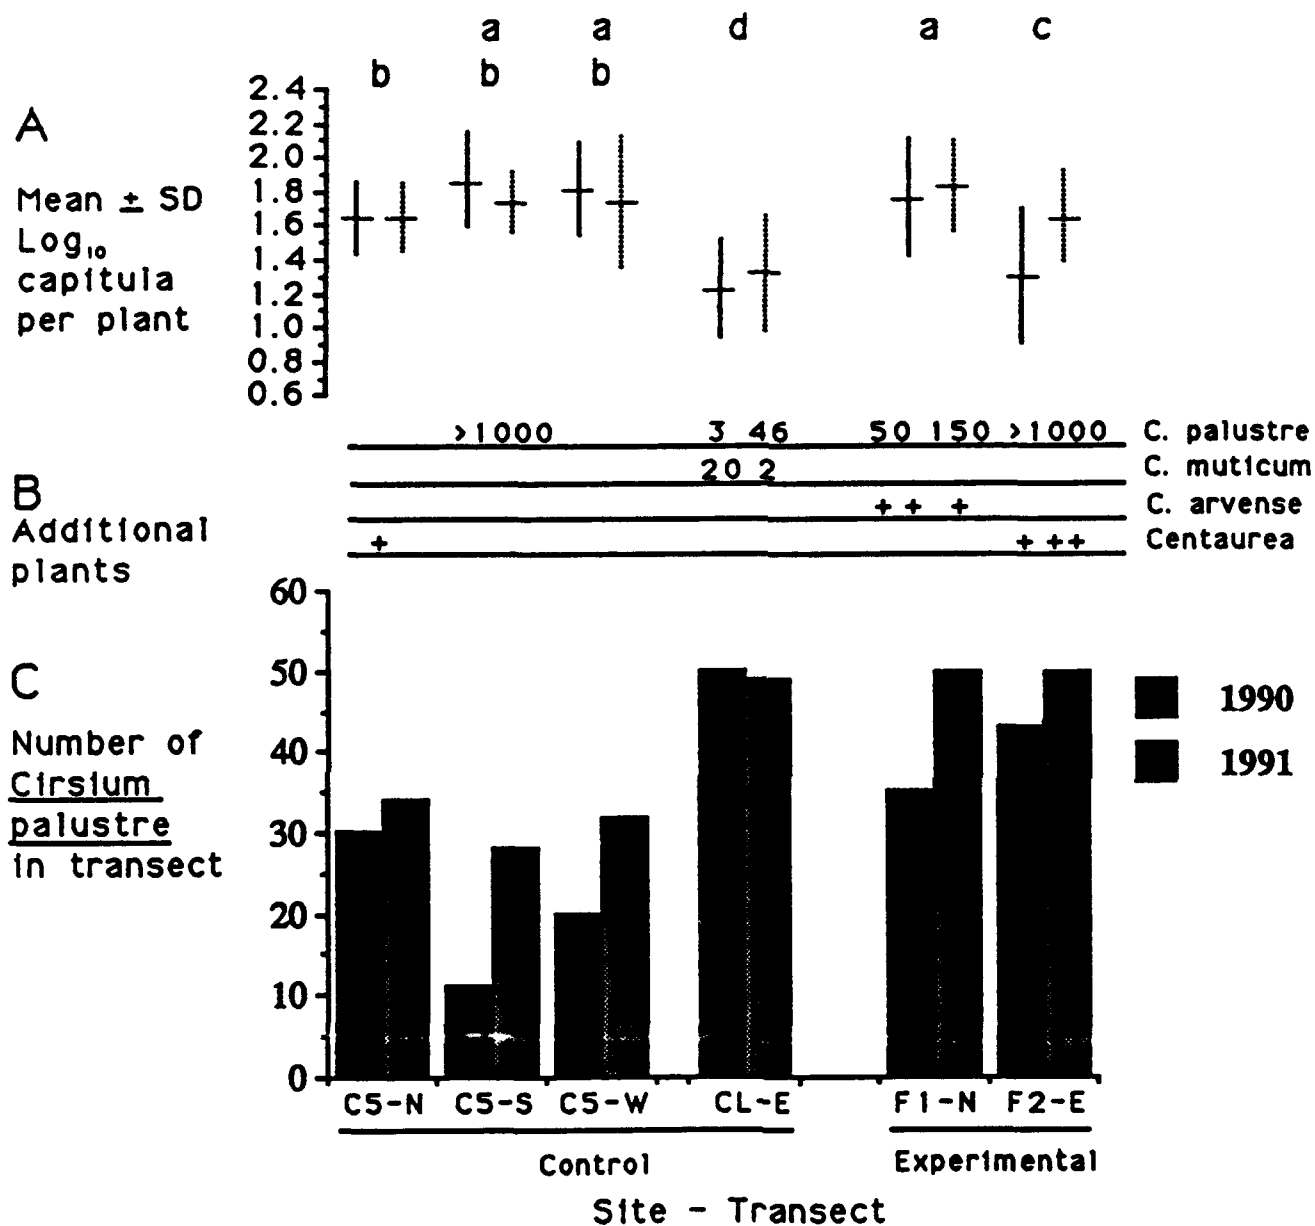 a a d a c
b b b
A
Mean ± SD
Log₁₀
capitula
per plant
2.4
2.2
2.0
1.8
1.6
1.4
1.2
1.0
0.8
0.6
>1000 3 46 50 150 >1000 C. palustre
20 2 C. muticum
+ + + C. arvense
+ + ++ Centaurea
B
Additional
plants
C
Number of
Cirsium
palustre
in transect
60
50
40
30
20
10
0
1990
1991
C5-N C5-S C5-W CL-E F1-N F2-E
Control Experimental
Site - Transect